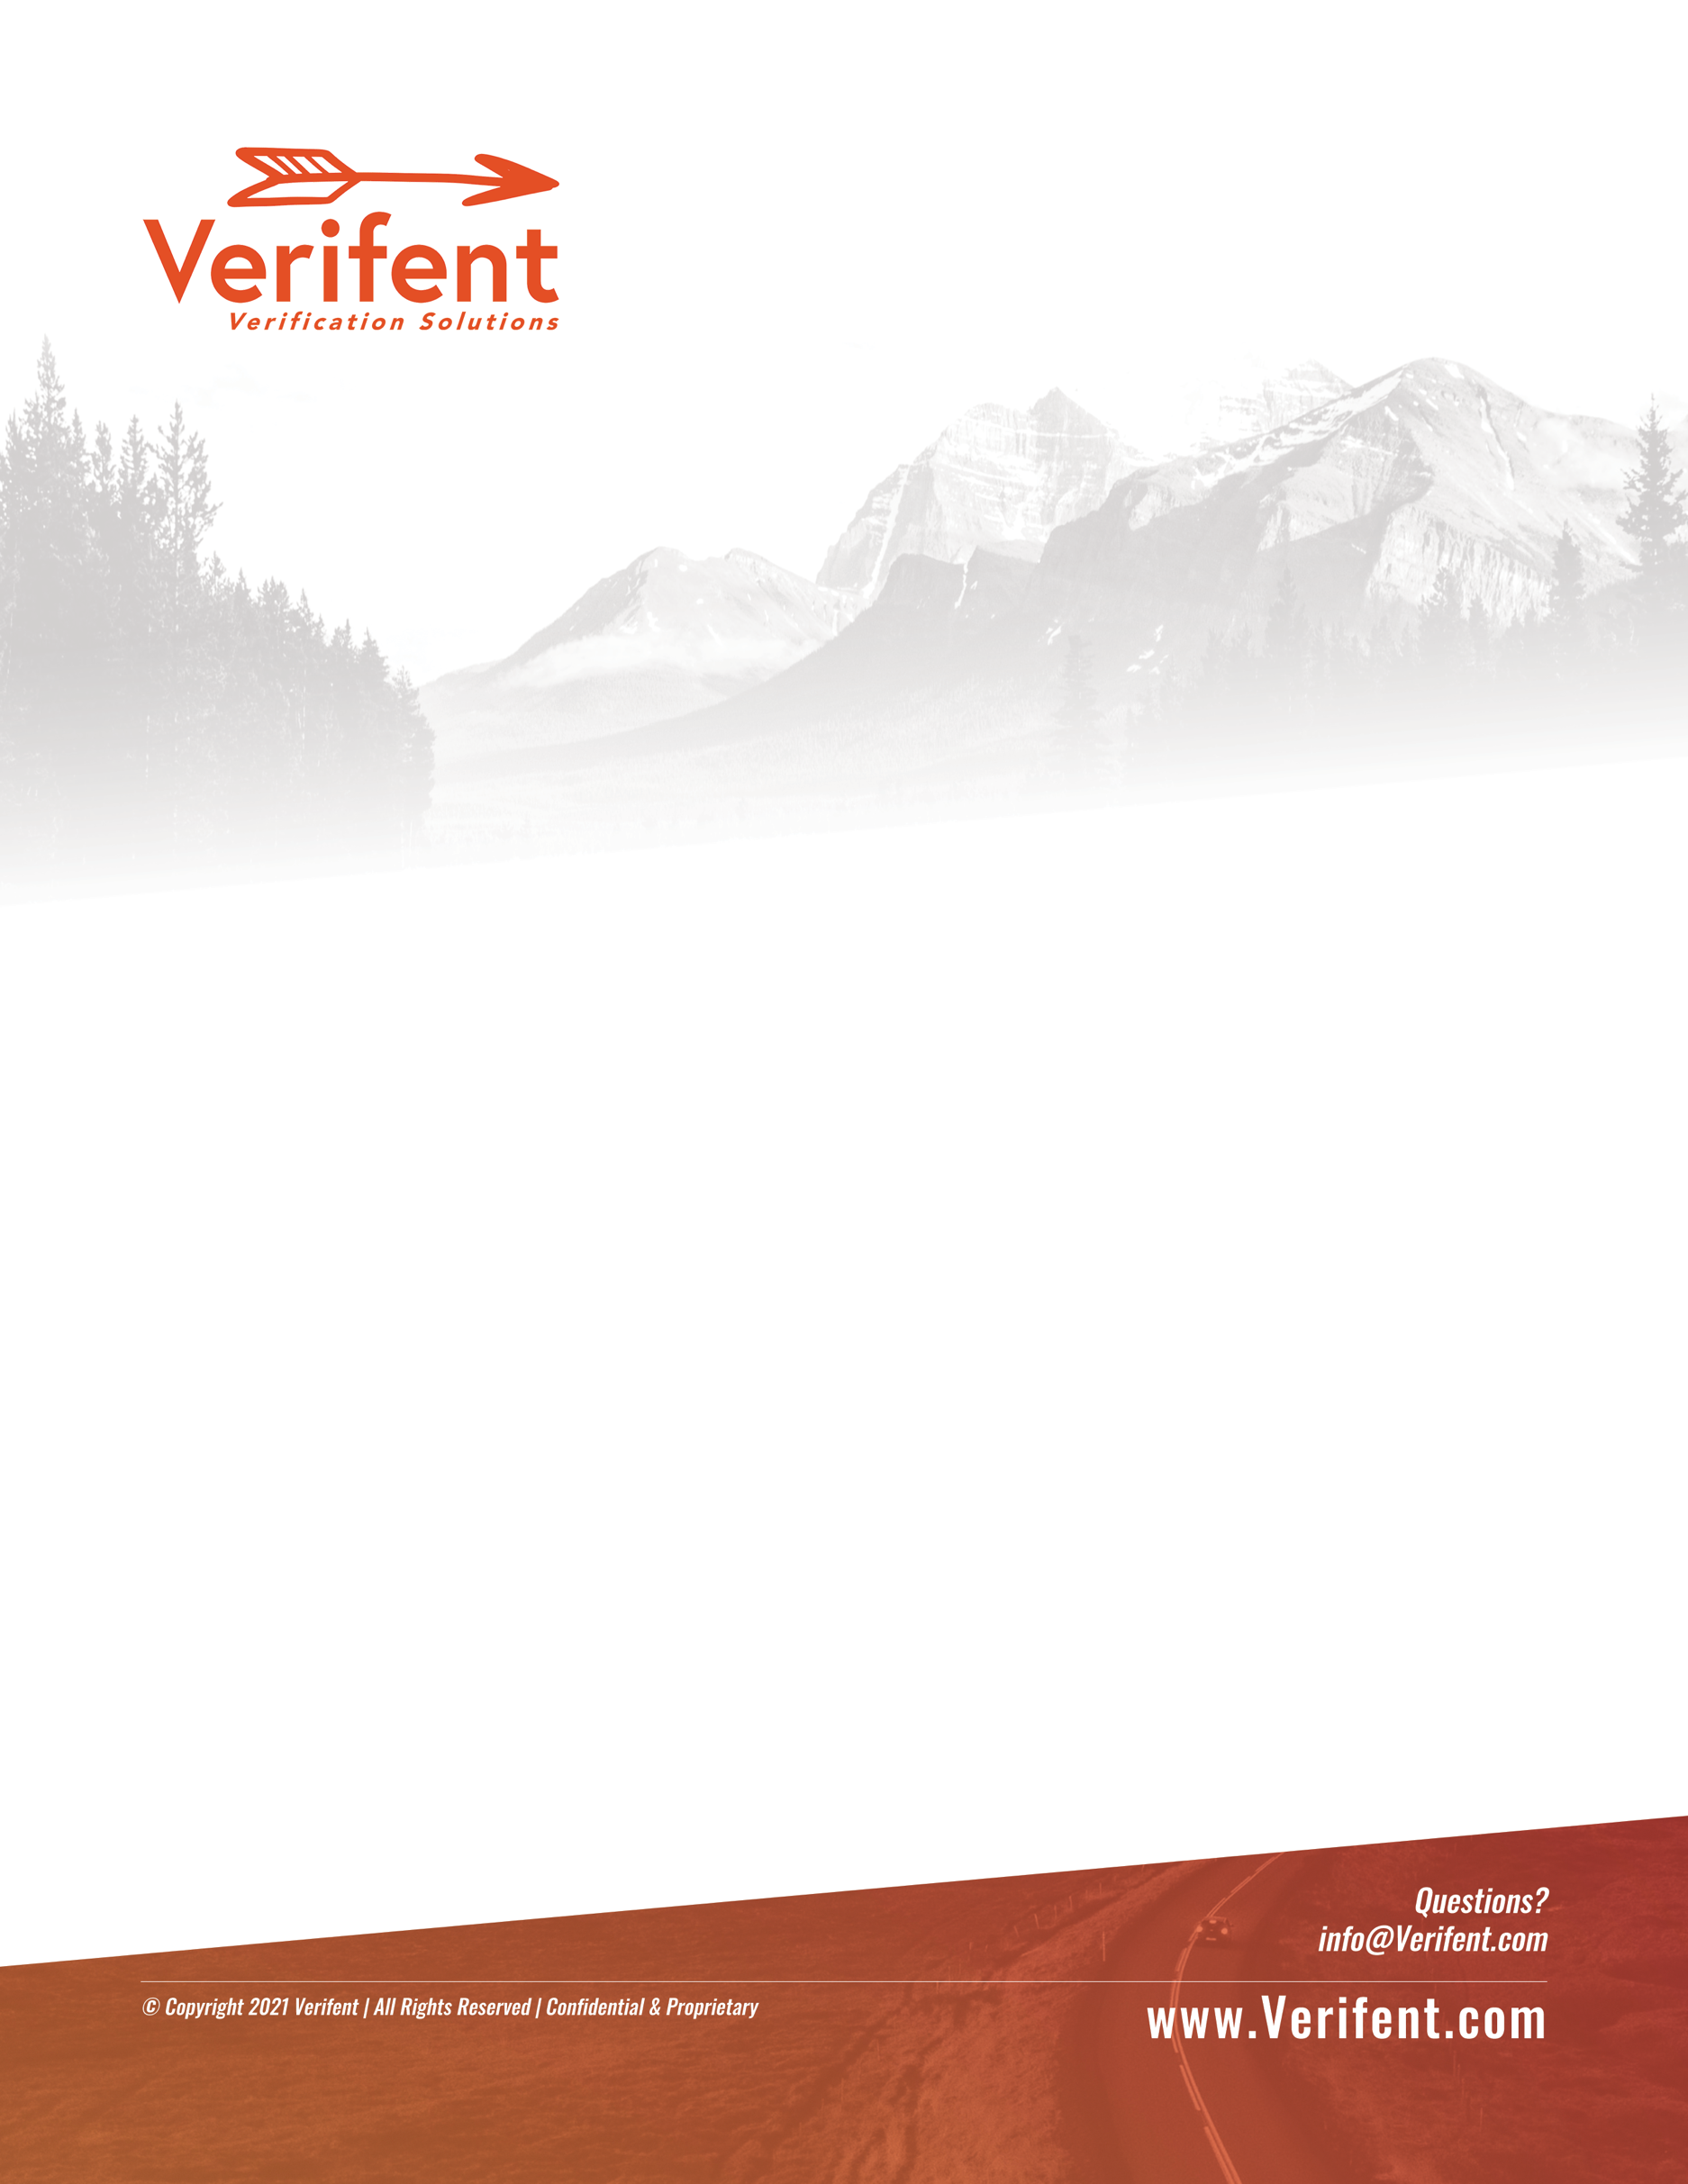 Verifent
Verification Solutions
Questions?
info@Verifent.com
© Copyright 2021 Verifent | All Rights Reserved | Confidential & Proprietary
www.Verifent.com